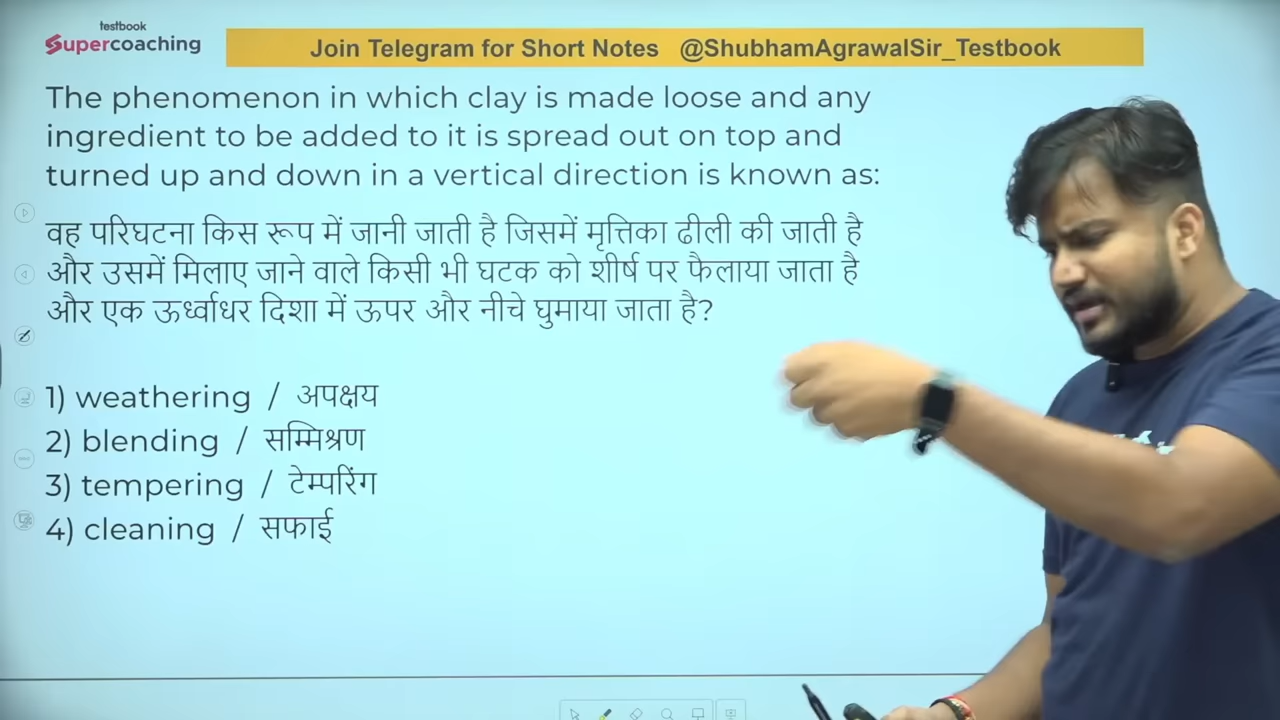 testbook
Supercoaching
Join Telegram for Short Notes @ShubhamAgrawalSir_Testbook
The phenomenon in which clay is made loose and any
ingredient to be added to it is spread out on top and
turned up and down in a vertical direction is known as:
वह परिघटना किस रूप में जानी जाती है जिसमें मृत्तिका ढीली की जाती है
और उसमें मिलाए जाने वाले किसी भी घटक को शीर्ष पर फैलाया जाता है
और एक ऊर्ध्वाधर दिशा में ऊपर और नीचे घुमाया जाता है?
1) weathering / अपक्षय
2) blending / सम्मिश्रण
3) tempering / टेम्परिंग
4) cleaning / सफाई